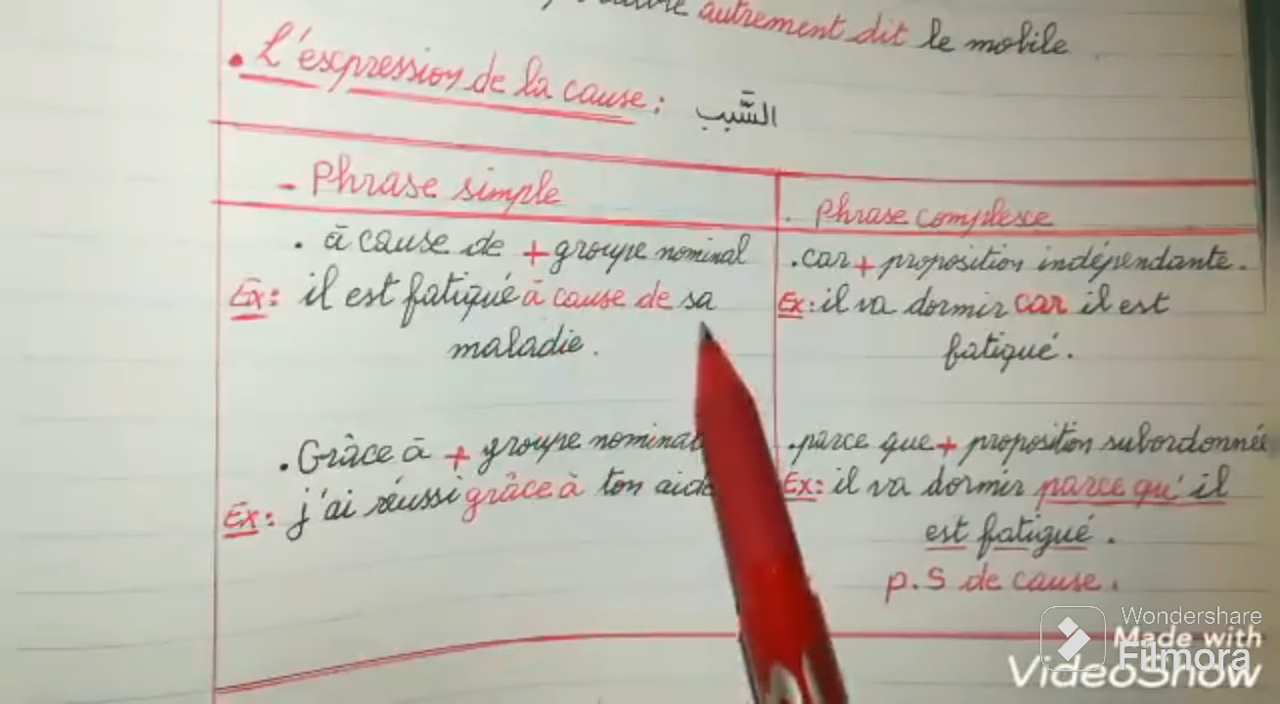 autrement dit le mobile.
• L'expression de la cause : السَّبب
- Phrase simple
. à cause de + groupe nominal
Ex: il est fatigué à cause de sa
maladie.
. Grâce à + groupe nominal
Ex: j'ai réussi grâce à ton aide
. Phrase complexe
. car + proposition indépendante.
Ex: il va dormir car il est
fatigué.
. parce que + proposition subordonnée
Ex: il va dormir parce qu'il
est fatigué.
p.S de cause.
Wondershare
Filmora
Made with
VideoShow